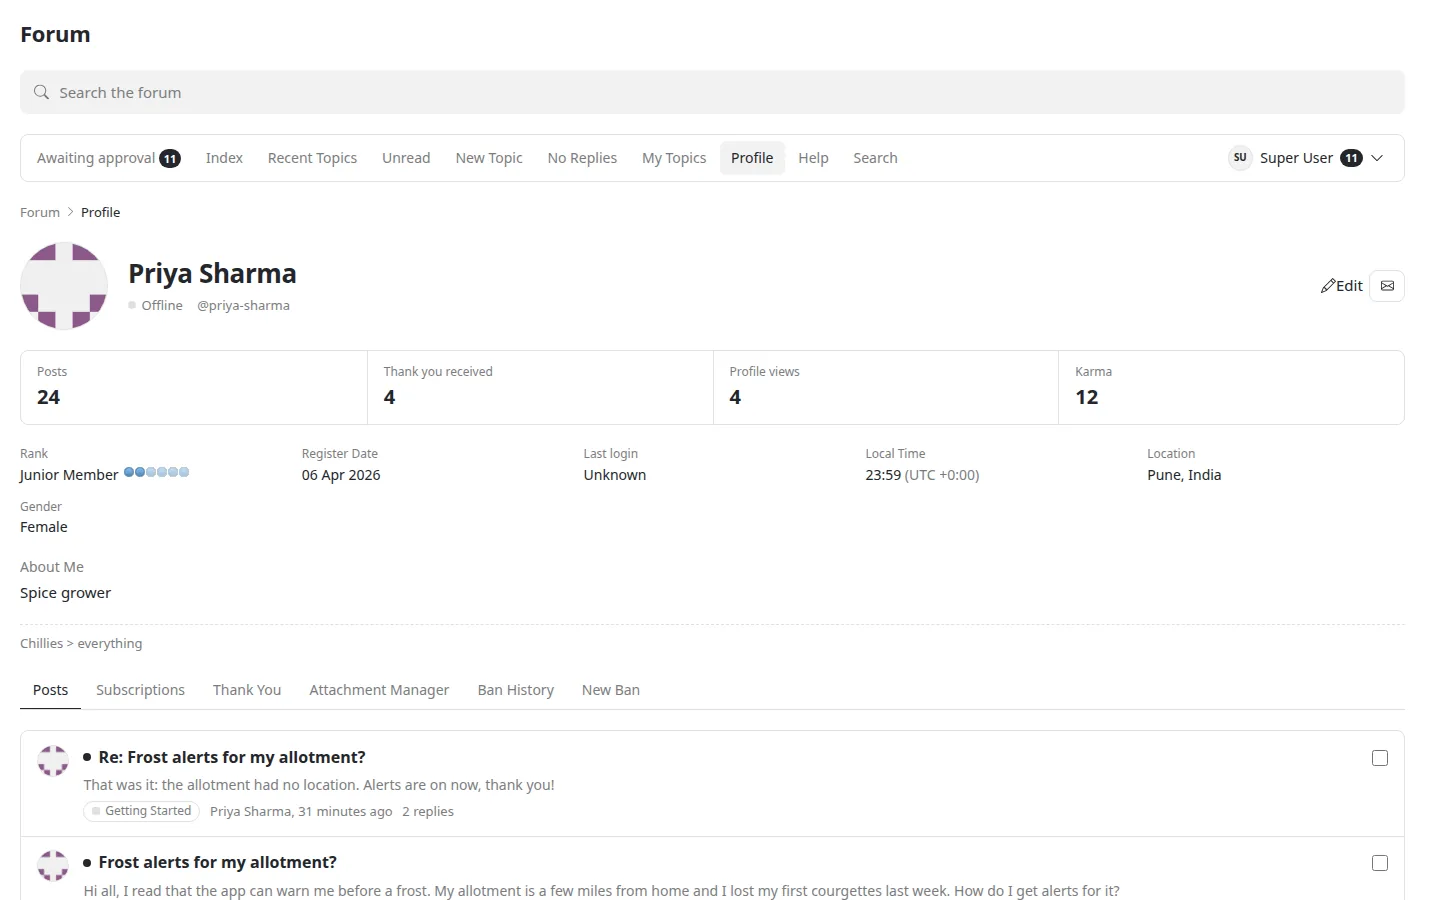 Forum
Search the forum
Awaiting approval 11 Index Recent Topics Unread New Topic No Replies My Topics Profile Help Search SU Super User 11
Forum > Profile
Priya Sharma
Offline @priya-sharma
Edit
Posts Thank you received Profile views Karma
24 4 4 12
Rank Register Date Last login Local Time Location
Junior Member 06 Apr 2026 Unknown 23:59 (UTC +0:00) Pune, India
Gender
Female
About Me
Spice grower
Chillies > everything
Posts Subscriptions Thank You Attachment Manager Ban History New Ban
Re: Frost alerts for my allotment?
That was it: the allotment had no location. Alerts are on now, thank you!
Getting Started Priya Sharma, 31 minutes ago 2 replies
Frost alerts for my allotment?
Hi all, I read that the app can warn me before a frost. My allotment is a few miles from home and I lost my first courgettes last week. How do I get alerts for it?